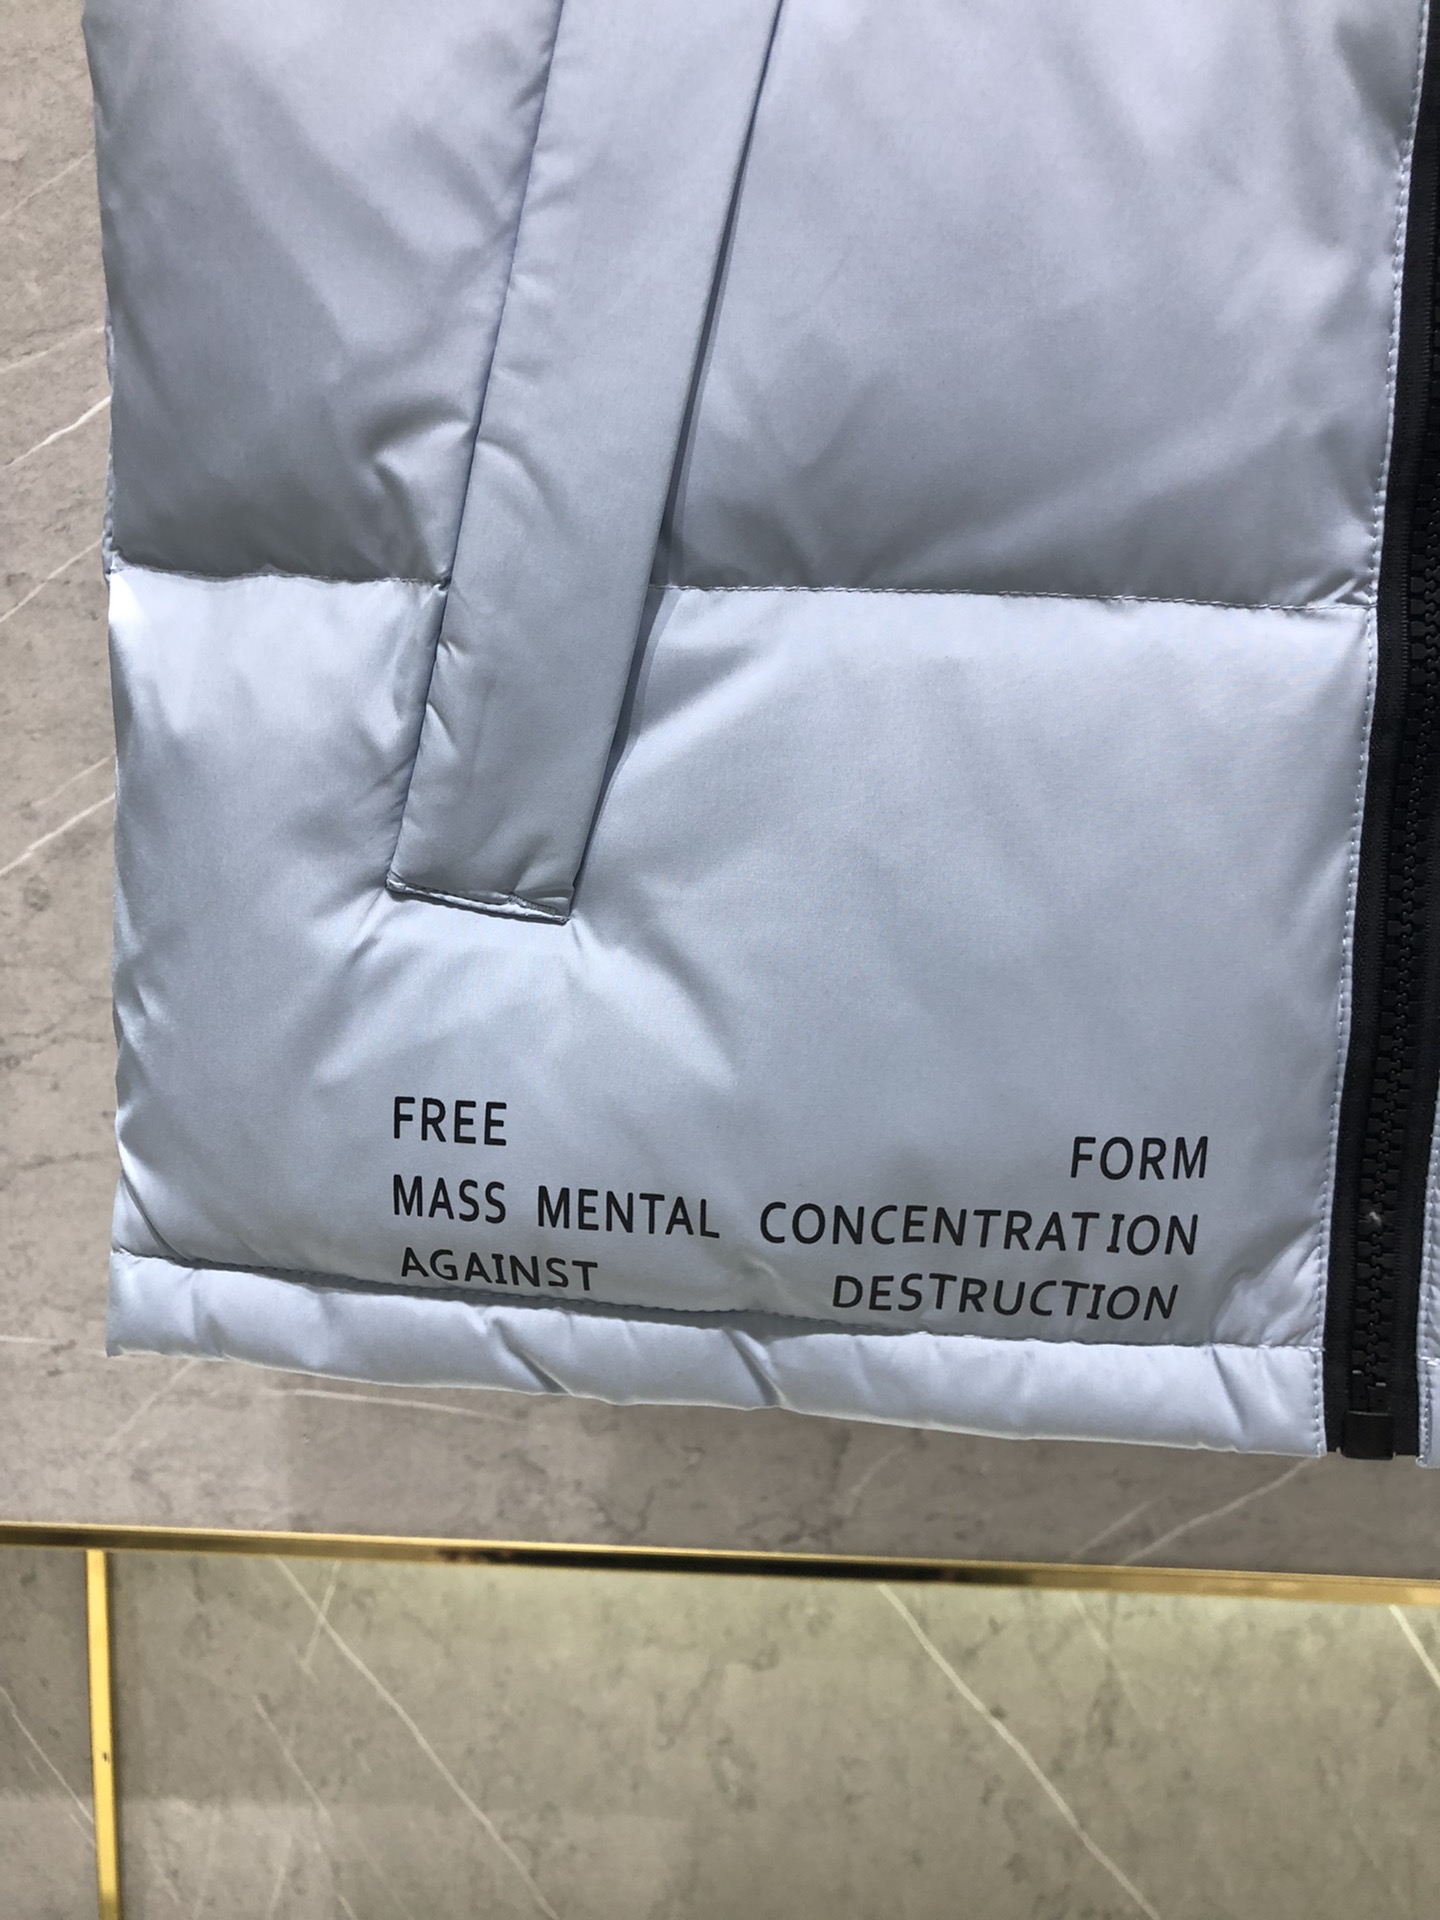 FREE FORM
MASS MENTAL CONCENTRATION
AGAINST DESTRUCTION